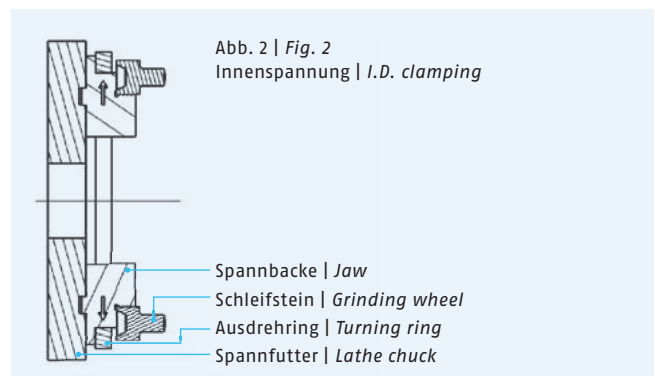 Abb. 2 | Fig. 2
Innenspannung | I.D. clamping
Spannbacke | Jaw
Schleifstein | Grinding wheel
Ausdrehring | Turning ring
Spannfutter | Lathe chuck